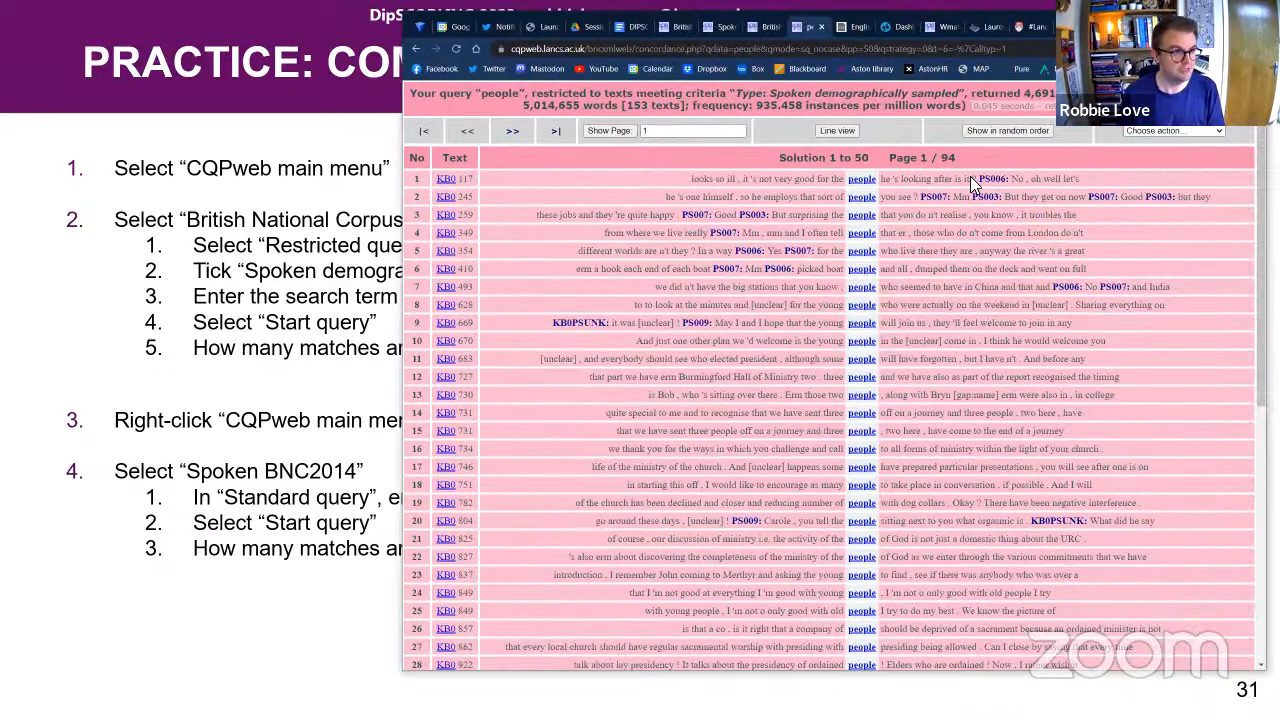 PRACTICE: COM
1. Select “CQPweb main menu”
2. Select “British National Corpus
1. Select “Restricted que
2. Tick “Spoken demogra
3. Enter the search term
4. Select “Start query”
5. How many matches a
3. Right-click “CQPweb main me
4. Select “Spoken BNC2014”
1. In “Standard query”, e
2. Select “Start query”
3. How many matches a
Goog Notifi Laun Sessi DIPSC British Spok British pe Englis Dash Wma Laure #Lan
cqpweb.lancs.ac.uk/bncxmlweb/concordance.php?qdata=people&qmode=sq_nocase&pp=50&qstrategy=0&t=6=-%7Calltyp~1
Facebook Twitter Mastodon YouTube Calendar Dropbox Box Blackboard Aston library AstonHR MAP Pure
Robbie Love
Your query “people”, restricted to texts meeting criteria “Type: Spoken demographically sampled”, returned 4,691
5,014,655 words [153 texts]; frequency: 935.458 instances per million words) [0.045 seconds
|< << >> >| Show Page: 1 Line view Show in random order Choose action...
No Text Solution 1 to 50 Page 1 / 94
1 KB0 117 looks so ill , it 's not very good for the people he 's looking after is it PS006: No , oh well let's
2 KB0 245 he 's one himself , so he employs that sort of people you see ? PS007: Mm PS003: But they get on now PS007: Good PS003: but they
3 KB0 259 these jobs and they 're quite happy . PS007: Good PS003: But surprising the people that you do n't realise , you know , it troubles the
4 KB0 349 from where we live really PS007: Mm , mm and I often tell people that er , those who do n't come from London do n't
5 KB0 354 different worlds are n't they ? In a way PS006: Yes PS007: for the people who live there they are , anyway the river 's a great
6 KB0 410 erm a hook each end of each boat PS007: Mm PS006: picked boat people and all , dumped them on the deck and went on full
7 KB0 493 we did n't have the big stations that you know , people who seemed to have in China and that and PS006: No PS007: and India
8 KB0 628 to to look at the minutes and [unclear] for the young people who were actually on the weekend in [unclear] . Sharing everything on
9 KB0 669 KB0PSUNK: it was [unclear] ! PS009: May I and I hope that the young people will join us , they 'll feel welcome to join in any
10 KB0 670 And just one other plan we 'd welcome is the young people in the [unclear] come in . I think he would welcome you
11 KB0 683 [unclear] , and everybody should see who elected president , although some people will have forgotten , but I have n't . And before any
12 KB0 727 that part we have erm Burmingford Hall of Ministry two , three people and we have also as part of the report recognised the timing
13 KB0 730 is Bob , who 's sitting over there . Erm those two people , along with Bryn [gap:name] erm were also in , in college
14 KB0 731 quite special to me and to recognise that we have sent three people off on a journey and three people , two here , have
15 KB0 731 that we have sent three people off on a journey and three people , two here , have come to the end of a journey
16 KB0 734 we thank you for the ways in which you challenge and call people to all forms of ministry within the light of your church .
17 KB0 746 life of the ministry of the church . And [unclear] happens some people have prepared particular presentations , you will see after one is on
18 KB0 751 in starting this off , I would like to encourage as many people to take place in conversation , if possible . And I will
19 KB0 782 of the church has been declined and closer and reducing number of people with dog collars . Okay ? There have been negative interference .
20 KB0 804 go around these days , [unclear] ! PS009: Carole , you tell the people sitting next to you what orgasmic is . KB0PSUNK: What did he say
21 KB0 825 of course , our discussion of ministry i.e. the activity of the people of God is not just a domestic thing about the URC .
22 KB0 827 's also erm about discovering the completeness of the ministry of the people of God as we enter through the various commitments that we have
23 KB0 837 introduction , I remember John coming to Merthyr and asking the young people to find , see if there was anybody who was over a
24 KB0 849 that I 'm not good at everything I 'm good with young people , I 'm not o only good with old people I try
25 KB0 849 with young people , I 'm not o only good with old people I try to do my best . We know the picture of
26 KB0 857 is that a co , is it right that a company of people should be deprived of a sacrament because an ordained minister is not
27 KB0 862 that every local church should have regular sacramental worship with presiding with people presiding being allowed . Can I close by saying that every time
28 KB0 922 talk about lay presidency ! It talks about the presidency of ordained people ! Elders who are ordained ! Now , I
zoom
31